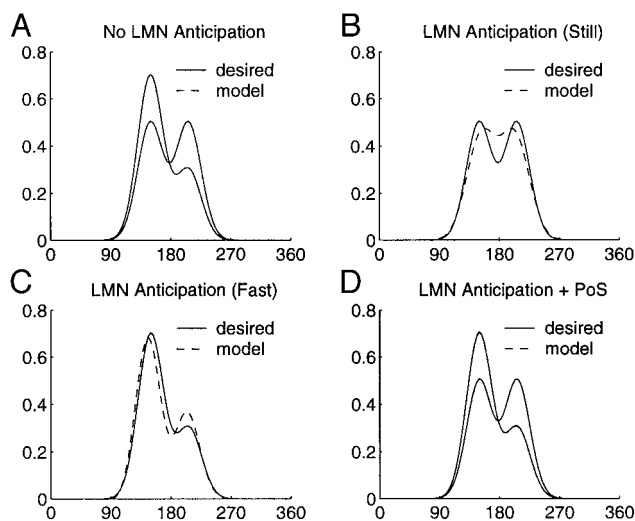 A
No LMN Anticipation
0.8
0.6
0.4
0.2
0
desired
model
0 90 180 270 360
B
LMN Anticipation (Still)
0.8
0.6
0.4
0.2
0
desired
model
0 90 180 270 360
C
LMN Anticipation (Fast)
0.8
0.6
0.4
0.2
0
desired
model
0 90 180 270 360
D
LMN Anticipation + PoS
0.8
0.6
0.4
0.2
0
desired
model
0 90 180 270 360